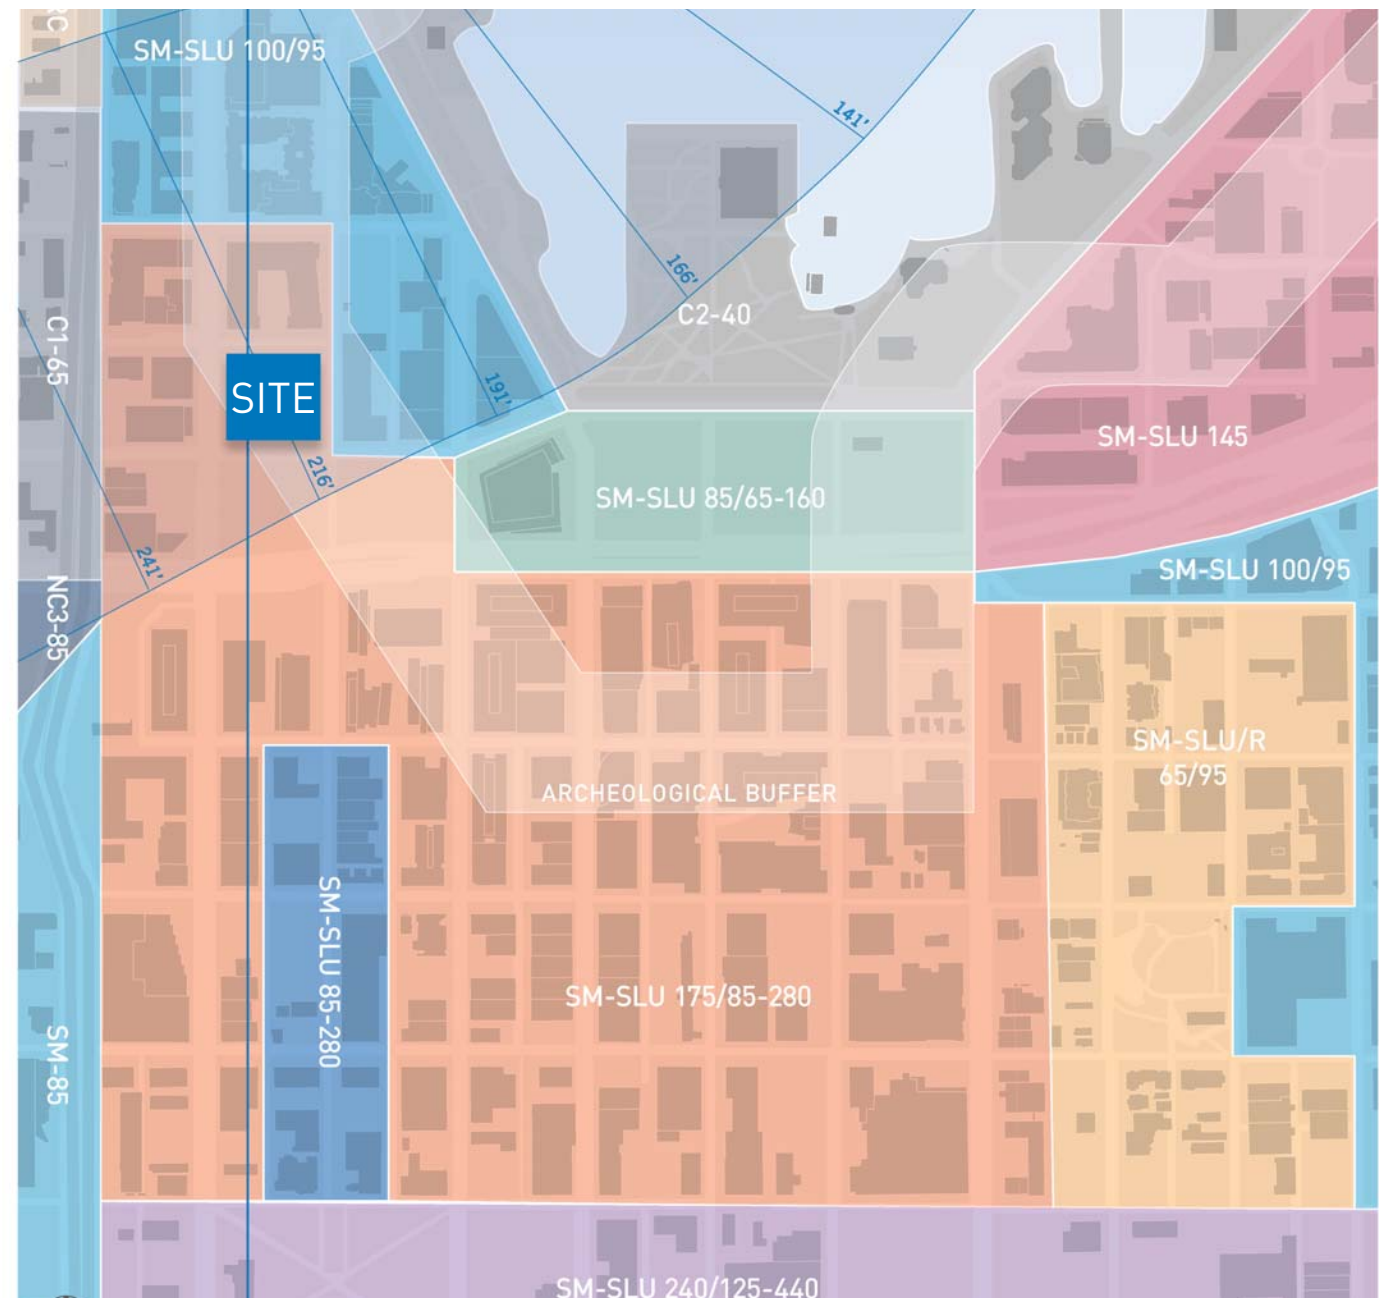 RC
SM-SLU 100/95
141'
166'
C2-40
C1-65
SITE
191'
SM-SLU 145
216'
SM-SLU 85/65-160
241'
SM-SLU 100/95
NC3-85
SM-SLU/R
65/95
ARCHEOLOGICAL BUFFER
SM-SLU 85-280
SM-SLU 175/85-280
SM-85
SM-SLU 240/125-440